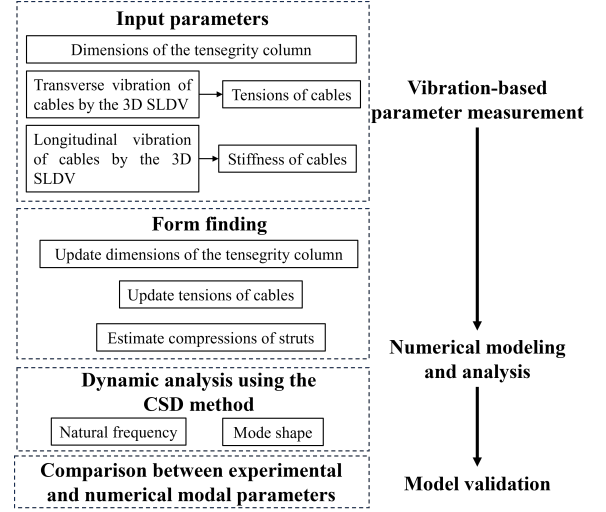 Input parameters
Dimensions of the tensegrity column
Transverse vibration of
cables by the 3D SLDV
Tensions of cables
Longitudinal vibration
of cables by the 3D
SLDV
Stiffness of cables
Form finding
Update dimensions of the tensegrity column
Update tensions of cables
Estimate compressions of struts
Dynamic analysis using the
CSD method
Natural frequency
Mode shape
Comparison between experimental
and numerical modal parameters
Vibration-based
parameter measurement
Numerical modeling
and analysis
Model validation